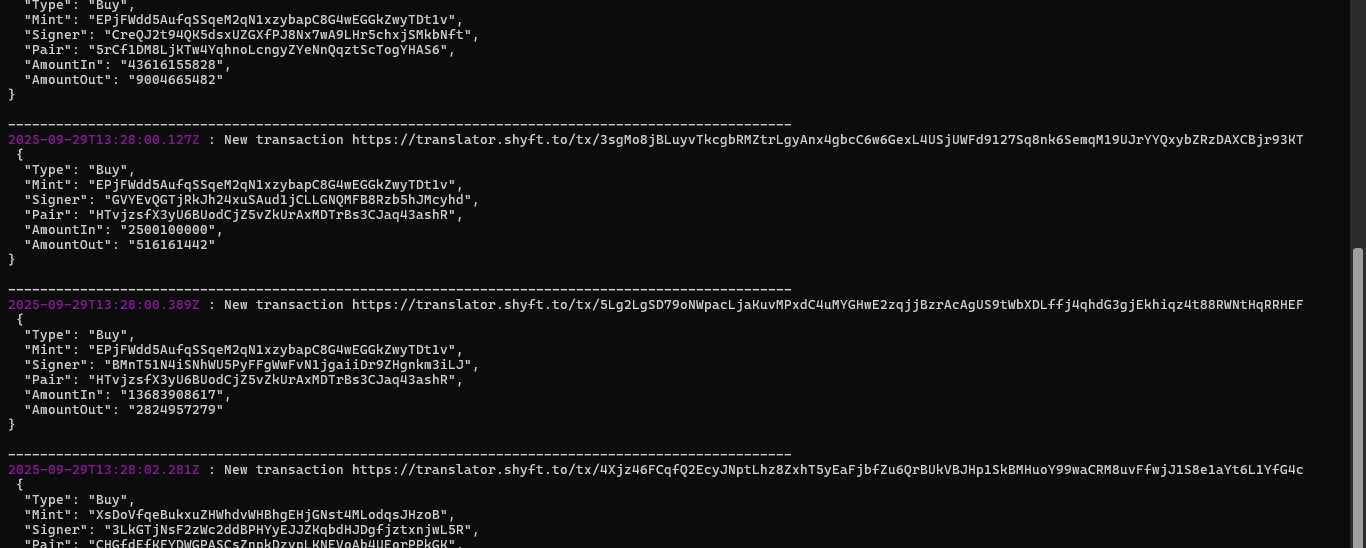 "Type": "Buy",
"Mint": "EPjFWdd5AufqSSqeM2qN1xzybapC8G4wEGGkZwyTDt1v",
"Signer": "CreQJ2t94QK5dsxUZGXfPJ8Nx7wA9LHr5chxjSMkbNft",
"Pair": "5rCf1DM8LjKTw4YqhnoLcngyZYeNnQqztScTogYHAS6",
"AmountIn": "43616155828",
"AmountOut": "9004665482"
}
--------------------------------------------------------------------------------------------------
2025-09-29T13:28:00.127Z : New transaction https://translator.shyft.to/tx/3sgMo8jBLuyvTkcgbRMZtrLgyAnx4gbcC6w6GexL4USjUWFd9127Sq8nk6SemqM19UJrYYQxybZRzDAXCBjr93KT
{
"Type": "Buy",
"Mint": "EPjFWdd5AufqSSqeM2qN1xzybapC8G4wEGGkZwyTDt1v",
"Signer": "GVYEvQGTjRkJh24xuSAud1jCLLGNQMFB8Rzb5hJMcyhd",
"Pair": "HTvjzsfX3yU6BUodCjZ5vZkUrAxMDTrBs3CJaq43ashR",
"AmountIn": "2500100000",
"AmountOut": "516161442"
}
--------------------------------------------------------------------------------------------------
2025-09-29T13:28:00.389Z : New transaction https://translator.shyft.to/tx/5Lg2LgSD79oNWpacLjaKuvMPxdC4uMYGHwE2zqjjBzrAcAgUS9tWbXDLffj4qhdG3gjEkhiqz4t88RWNtHqRRHEF
{
"Type": "Buy",
"Mint": "EPjFWdd5AufqSSqeM2qN1xzybapC8G4wEGGkZwyTDt1v",
"Signer": "BMnT51N4iSNhWU5PyFFgWwFvN1jgaiiDr9ZHgnkm3iLJ",
"Pair": "HTvjzsfX3yU6BUodCjZ5vZkUrAxMDTrBs3CJaq43ashR",
"AmountIn": "13683908617",
"AmountOut": "2824957279"
}
--------------------------------------------------------------------------------------------------
2025-09-29T13:28:02.281Z : New transaction https://translator.shyft.to/tx/4Xjz46FCqfQ2EcyJNptLhz8ZxhT5yEaFjbfZu6QrBUkVBJHp1SkBMHuoY99waCRM8uvFfwjJ1S8e1aYt6L1YfG4c
{
"Type": "Buy",
"Mint": "XsDoVfqeBukxuZHWhdvWHBhgEHjGNst4MLodqsJHzoB",
"Signer": "3LkGTjNsF2zWc2ddBPHYyEJJZKqbdHJDgfjztxnjwL5R",
"Pair":